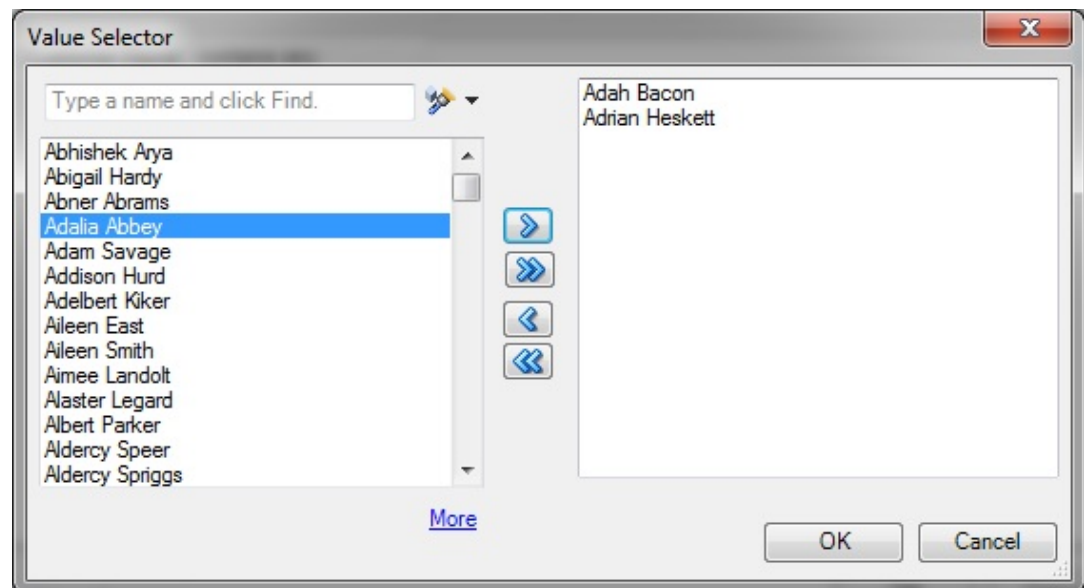 Value Selector
Type a name and click Find.
Abhishek Arya
Abigail Hardy
Abner Abrams
Adalia Abbey
Adam Savage
Addison Hurd
Adelbert Kiker
Aileen East
Aileen Smith
Aimee Landolt
Alaster Legard
Albert Parker
Aldercy Speer
Aldercy Spriggs
More
Adah Bacon
Adrian Heskett
OK
Cancel